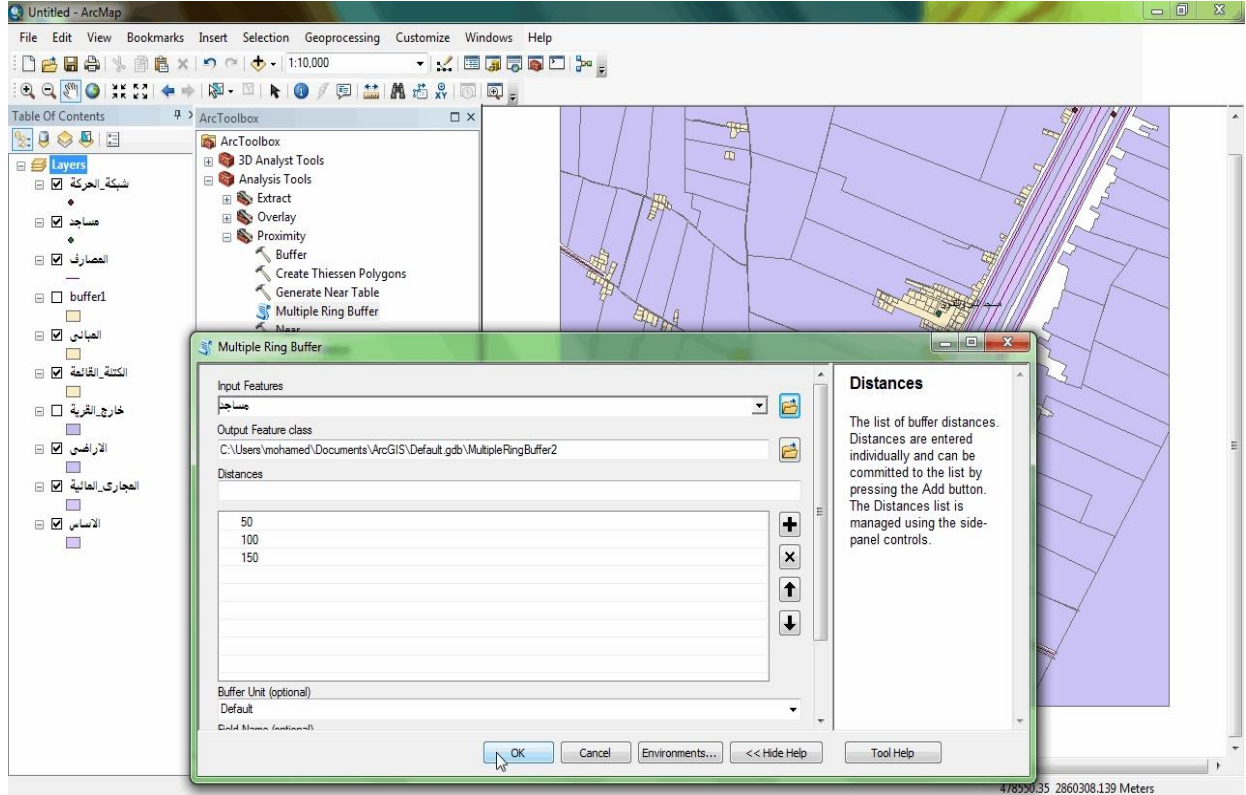 Untitled - ArcMap
File Edit View Bookmarks Insert Selection Geoprocessing Customize Windows Help
1:10,000
Table Of Contents
Layers
شبكة_الحركة
مساجد
المصارف
buffer1
المبانى
الكتلة_القائمة
خارج_القرية
الاراضى
المجارى_المائية
الاساس
ArcToolbox
ArcToolbox
3D Analyst Tools
Analysis Tools
Extract
Overlay
Proximity
Buffer
Create Thiessen Polygons
Generate Near Table
Multiple Ring Buffer
Near
Multiple Ring Buffer
Input Features
مساجد
Output Feature class
C:\Users\mohamed\Documents\ArcGIS\Default.gdb\MultipleRingBuffer2
Distances
50
100
150
Buffer Unit (optional)
Default
Field Name (optional)
OK Cancel Environments... << Hide Help Tool Help
Distances
The list of buffer distances.
Distances are entered
individually and can be
committed to the list by
pressing the Add button.
The Distances list is
managed using the side-
panel controls.
478550.35 2860308.139 Meters